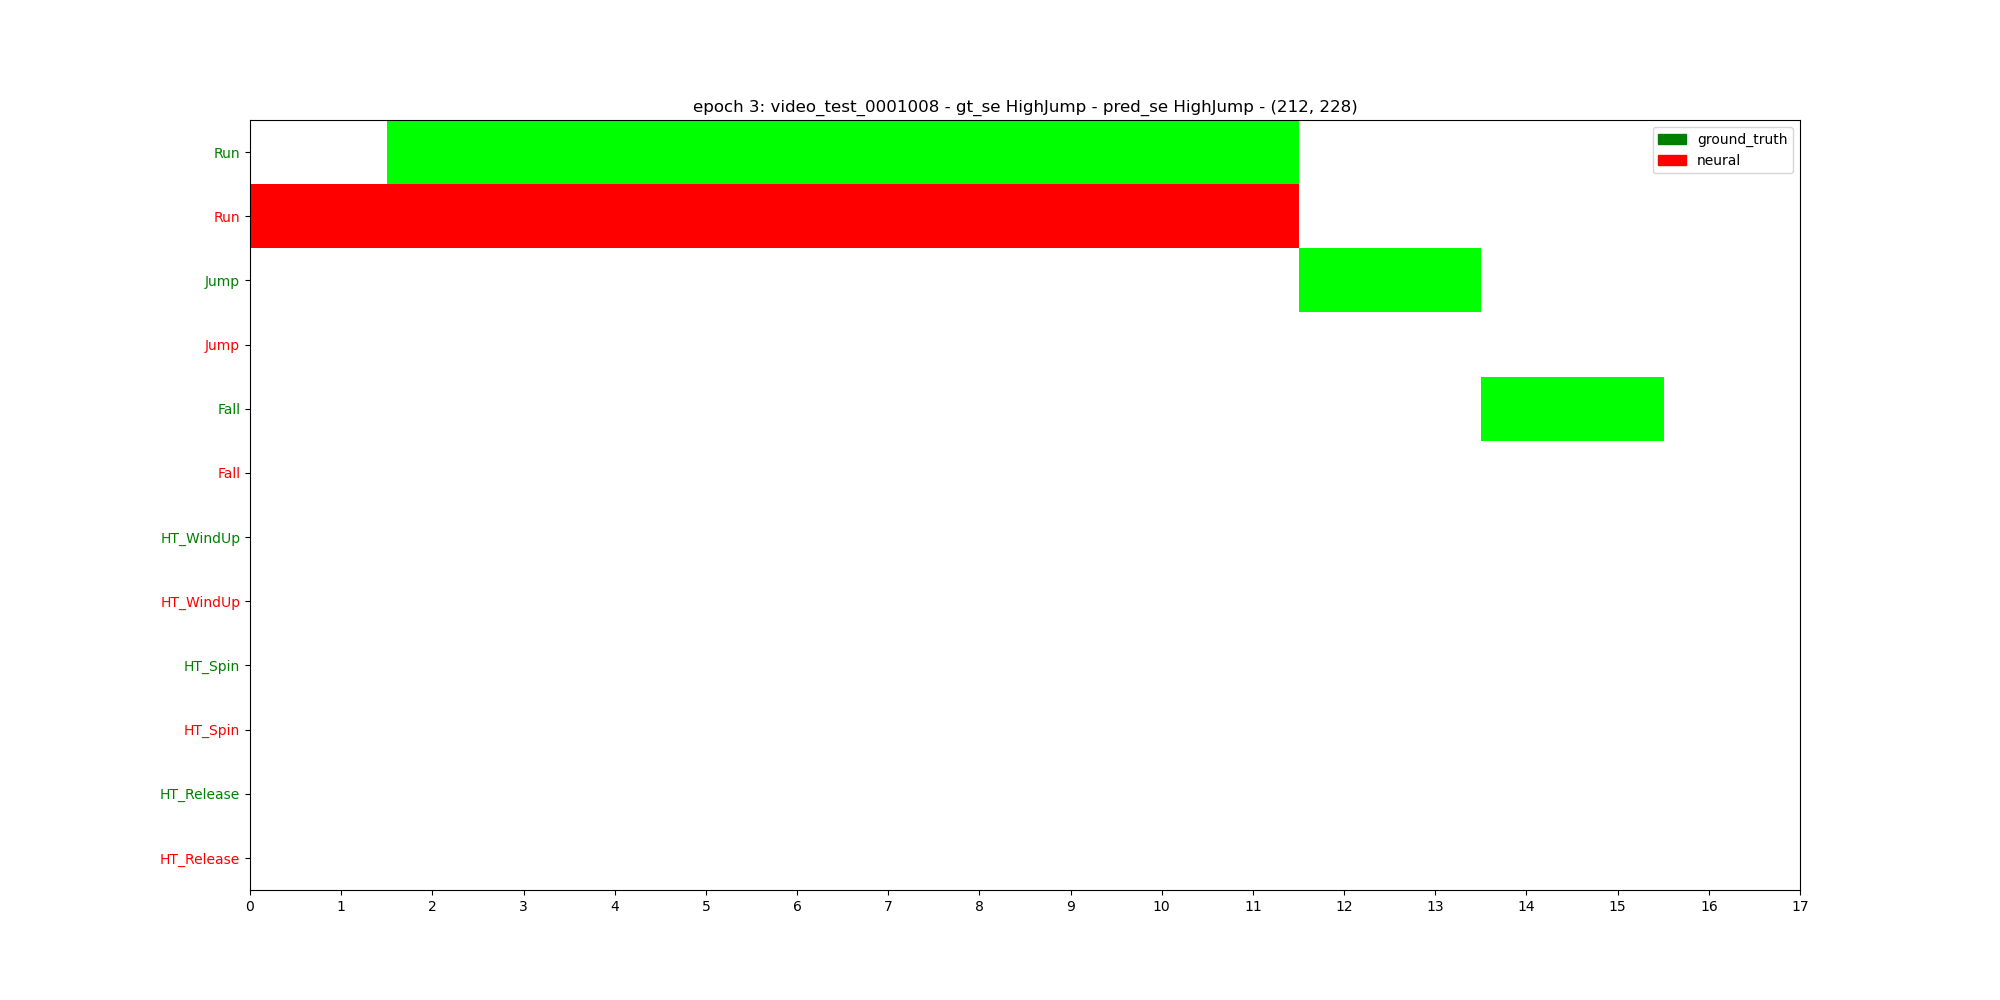 epoch 3: video_test_0001008 - gt_se HighJump - pred_se HighJump - (212, 228)
ground_truth
neural
Run
Run
Jump
Jump
Fall
Fall
HT_WindUp
HT_WindUp
HT_Spin
HT_Spin
HT_Release
HT_Release
0 1 2 3 4 5 6 7 8 9 10 11 12 13 14 15 16 17